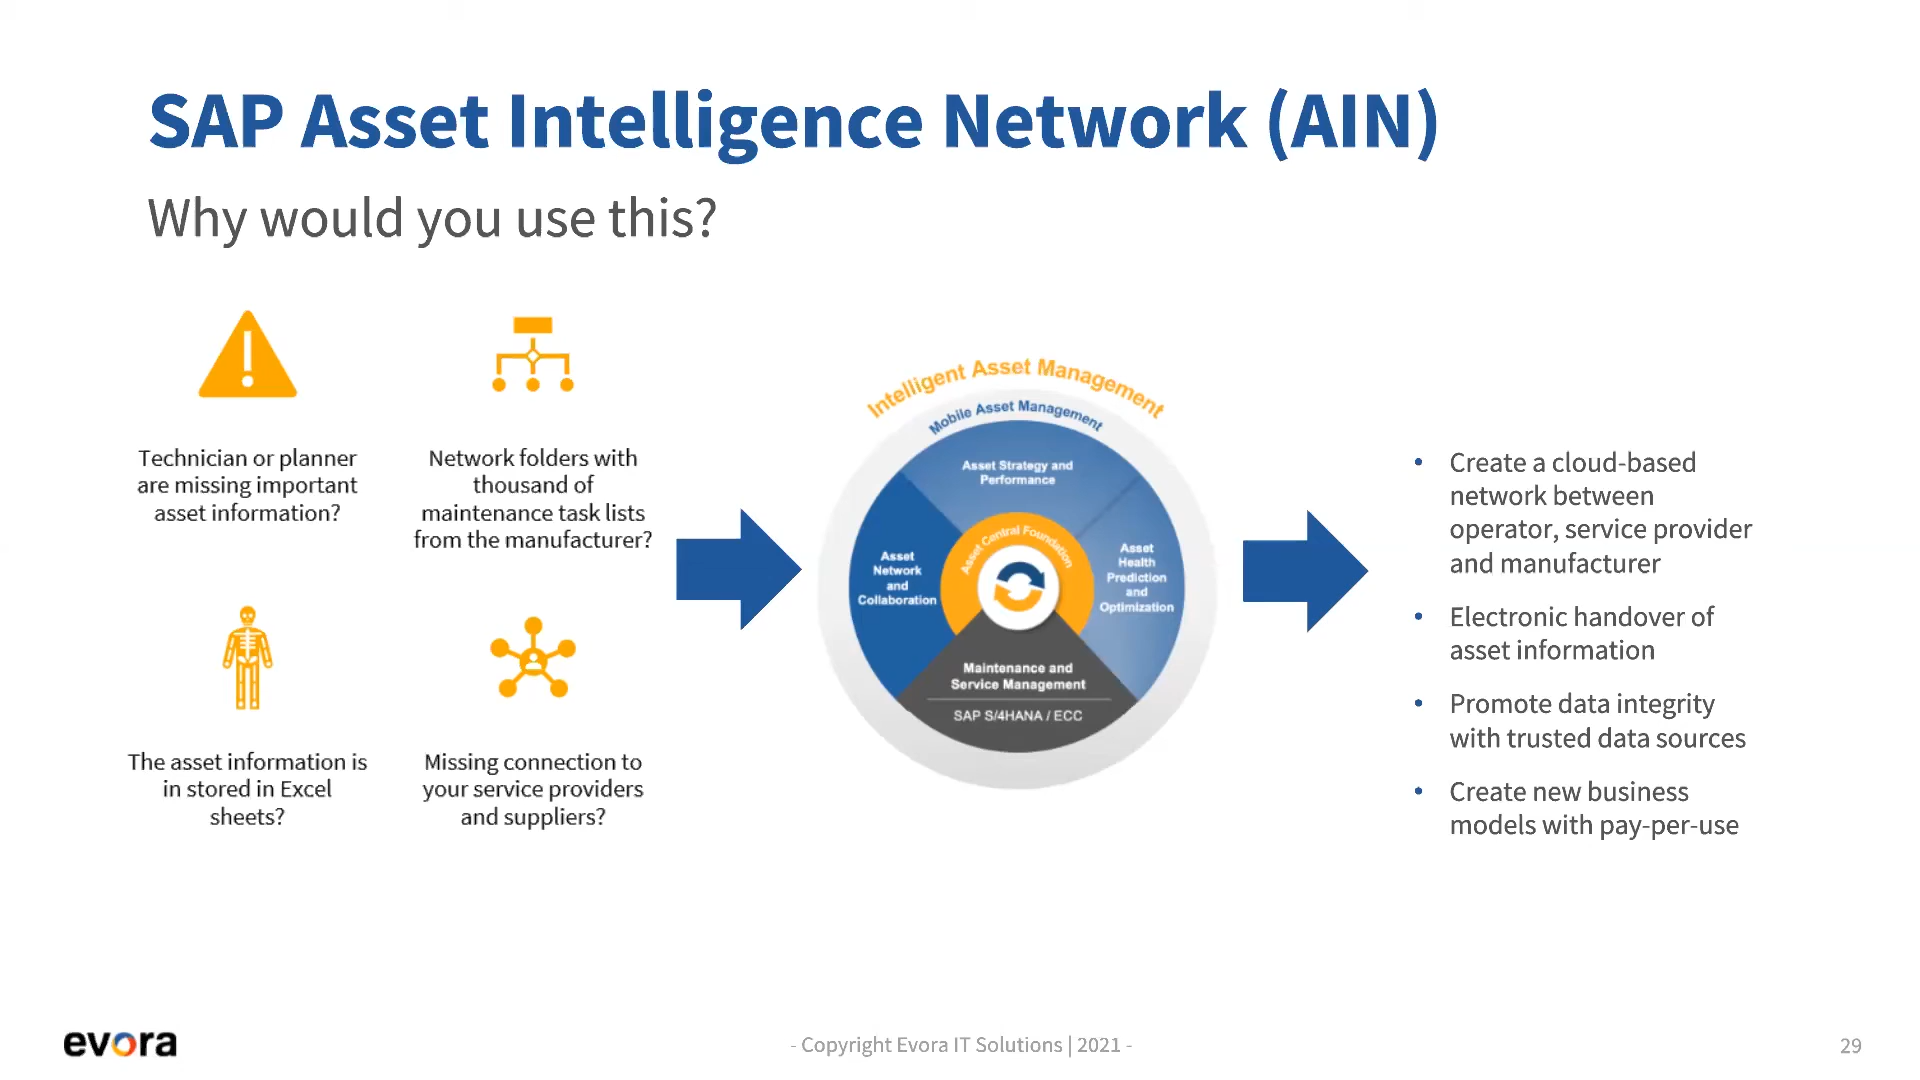 SAP Asset Intelligence Network (AIN)
Why would you use this?
Technician or planner
are missing important
asset information?
Network folders with
thousand of
maintenance task lists
from the manufacturer?
The asset information is
in stored in Excel
sheets?
Missing connection to
your service providers
and suppliers?
Intelligent Asset Management
Mobile Asset Management
Asset Strategy and
Performance
Asset Central Foundation
Asset
Network
and
Collaboration
Asset
Health
Prediction
and
Optimization
Maintenance and
Service Management
SAP S/4HANA / ECC
• Create a cloud-based
network between
operator, service provider
and manufacturer
• Electronic handover of
asset information
• Promote data integrity
with trusted data sources
• Create new business
models with pay-per-use
evora
- Copyright Evora IT Solutions | 2021 -
29